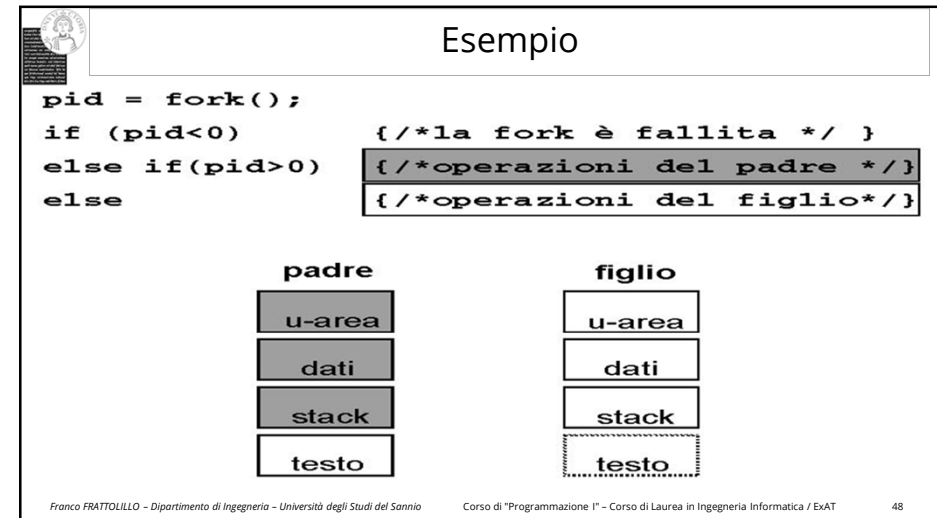 Esempio
pid = fork();
if (pid<0) {/*la fork è fallita */ }
else if(pid>0) {/*operazioni del padre */}
else {/*operazioni del figlio*/}
padre figlio
u-area u-area
dati dati
stack stack
testo testo
Franco FRATTOLILLO – Dipartimento di Ingegneria – Università degli Studi del Sannio Corso di "Programmazione I" – Corso di Laurea in Ingegneria Informatica / ExAT 48